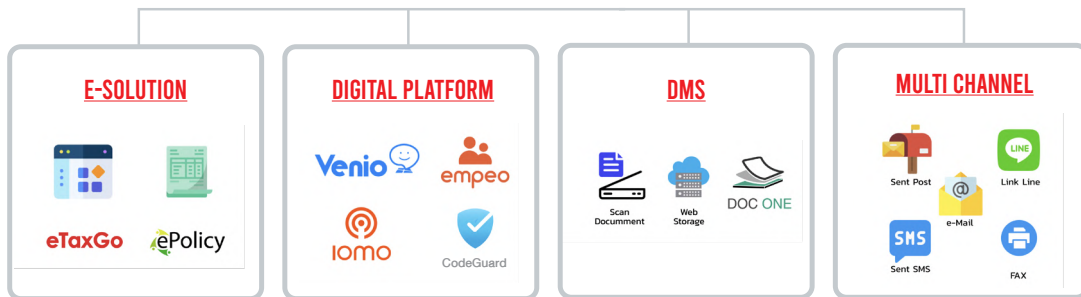 E-SOLUTION
eTaxGo
ePolicy
DIGITAL PLATFORM
Venio
empeo
IOMO
CodeGuard
DMS
Scan
Documment
Web
Storage
DOC ONE
MULTI CHANNEL
Sent Post
LINE
Link Line
@
e-Mail
SMS
Sent SMS
FAX